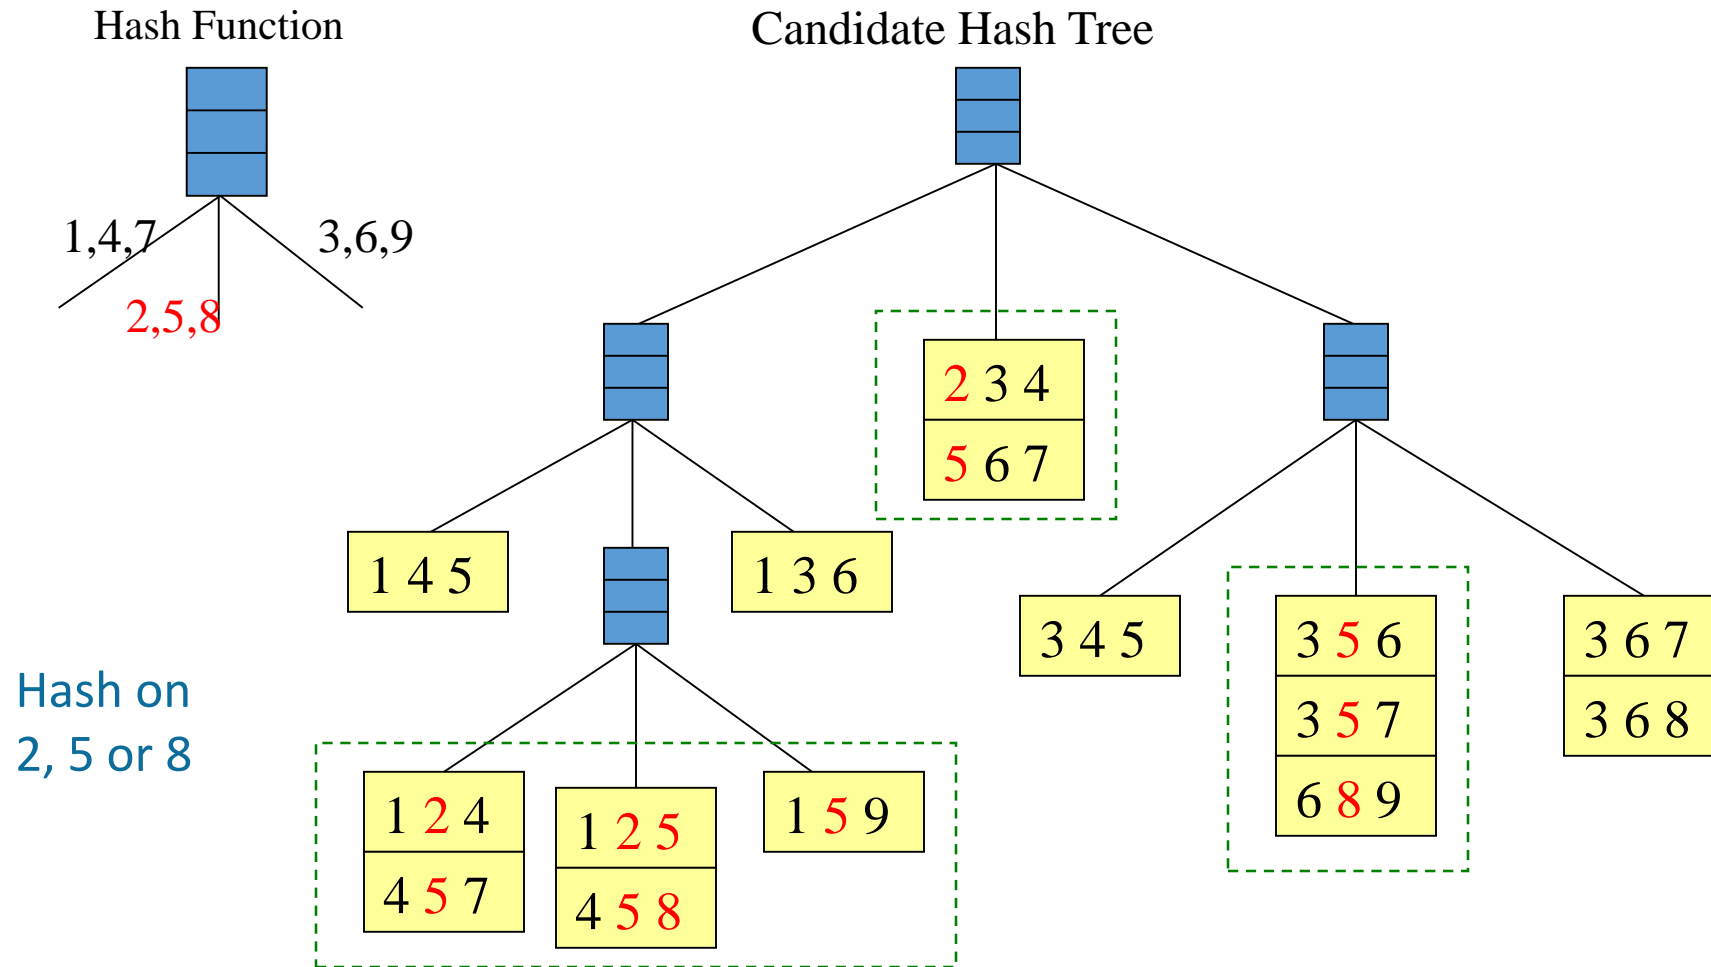 Hash Function
Candidate Hash Tree
1,4,7
3,6,9
2,5,8
2 3 4
5 6 7
1 4 5
1 3 6
3 4 5
3 5 6
3 5 7
6 8 9
3 6 7
3 6 8
Hash on
2, 5 or 8
1 2 4
4 5 7
1 2 5
4 5 8
1 5 9